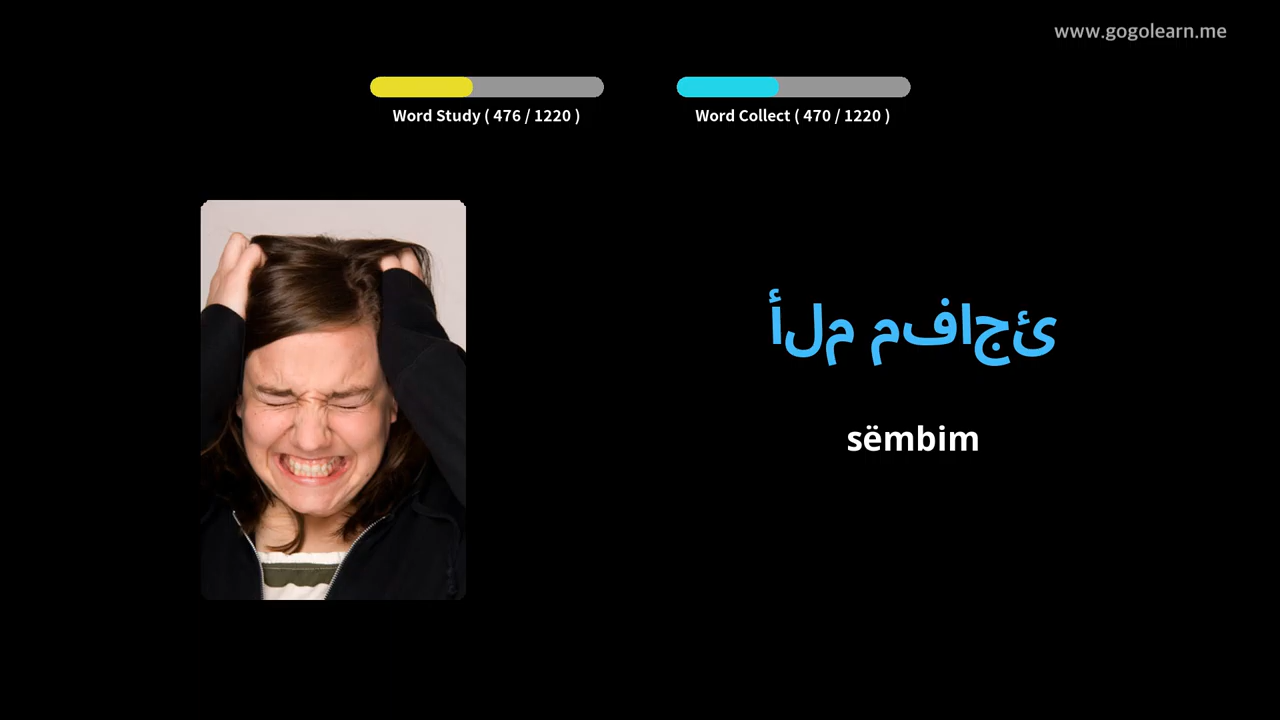 www.gogolearn.me
Word Study ( 476 / 1220 )
Word Collect ( 470 / 1220 )
ألم مفاجئ
sëmbim